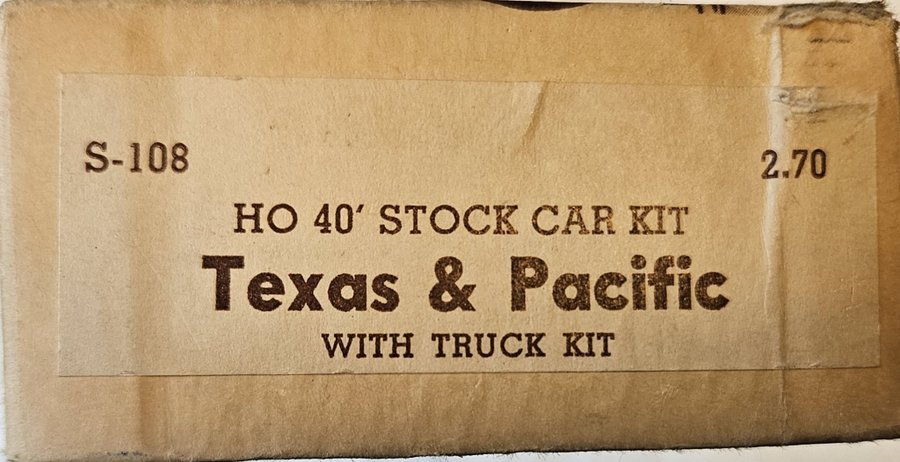 S-108 2.70
HO 40' STOCK CAR KIT
Texas & Pacific
WITH TRUCK KIT